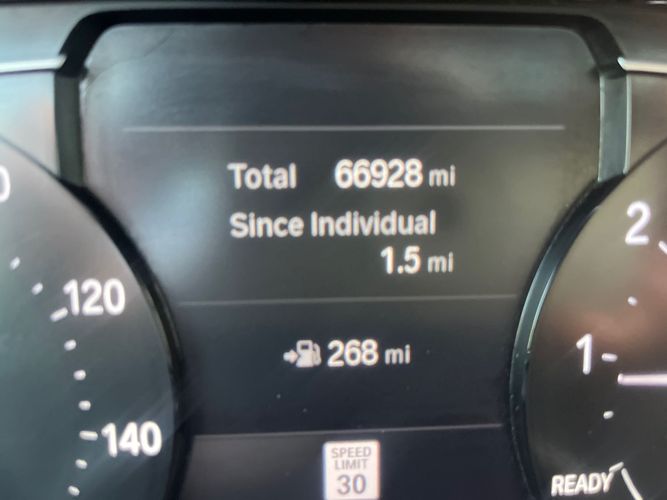 Total 66928 mi
Since Individual
1.5 mi
268 mi
SPEED
LIMIT
30
120
140
2
1
READY